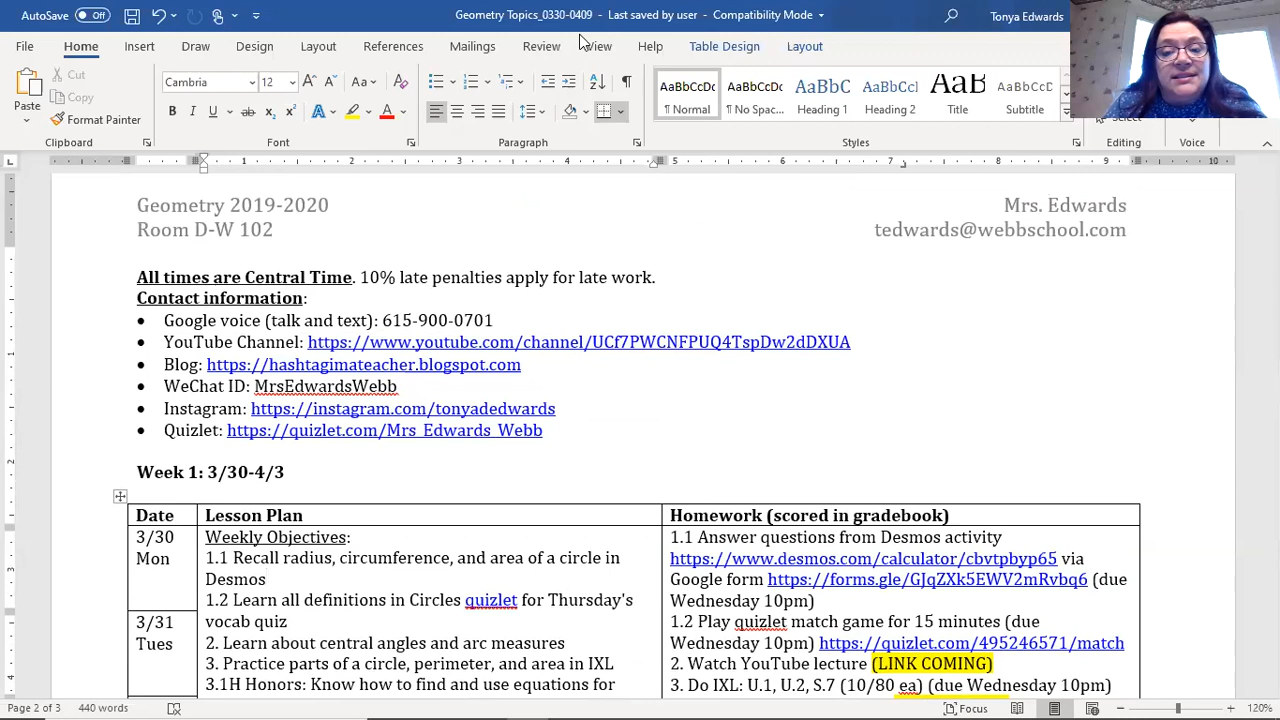 AutoSave Off Geometry Topics_0330-0409 - Last saved by user - Compatibility Mode Tonya Edwards
File Home Insert Draw Design Layout References Mailings Review View Help Table Design Layout
Paste Cut Copy Format Painter
Cambria 12
AaBbCcDc AaBbCcDc AaBbC AaBbCcI AaB AaBbCcD
¶ Normal ¶ No Spac... Heading 1 Heading 2 Title Subtitle
Clipboard Font Paragraph Styles Editing Voice
Geometry 2019-2020 Mrs. Edwards
Room D-W 102 tedwards@webbschool.com
All times are Central Time. 10% late penalties apply for late work.
Contact information:
• Google voice (talk and text): 615-900-0701
• YouTube Channel: https://www.youtube.com/channel/UCf7PWCNFPUQ4TspDw2dDXUA
• Blog: https://hashtagimateacher.blogspot.com
• WeChat ID: MrsEdwardsWebb
• Instagram: https://instagram.com/tonyadedwards
• Quizlet: https://quizlet.com/Mrs_Edwards_Webb
Week 1: 3/30-4/3
Date Lesson Plan Homework (scored in gradebook)
3/30
Mon
3/31
Tues
Weekly Objectives:
1.1 Recall radius, circumference, and area of a circle in
Desmos
1.2 Learn all definitions in Circles quizlet for Thursday's
vocab quiz
2. Learn about central angles and arc measures
3. Practice parts of a circle, perimeter, and area in IXL
3.1H Honors: Know how to find and use equations for
1.1 Answer questions from Desmos activity
https://www.desmos.com/calculator/cbvtpbyp65 via
Google form https://forms.gle/GJqZXk5EWV2mRvbq6 (due
Wednesday 10pm)
1.2 Play quizlet match game for 15 minutes (due
Wednesday 10pm) https://quizlet.com/495246571/match
2. Watch YouTube lecture (LINK COMING)
3. Do IXL: U.1, U.2, S.7 (10/80 ea) (due Wednesday 10pm)
Page 2 of 3 440 words Focus 120%